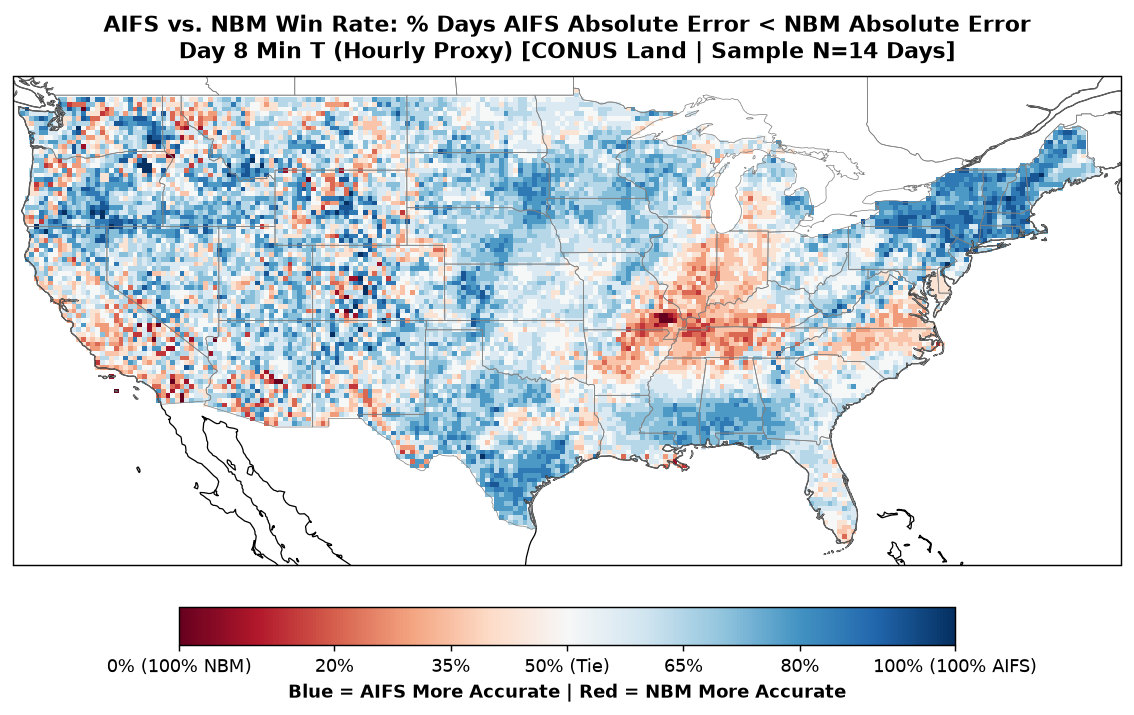 AIFS vs. NBM Win Rate: % Days AIFS Absolute Error < NBM Absolute Error
Day 8 Min T (Hourly Proxy) [CONUS Land | Sample N=14 Days]
0% (100% NBM) 20% 35% 50% (Tie) 65% 80% 100% (100% AIFS)
Blue = AIFS More Accurate | Red = NBM More Accurate